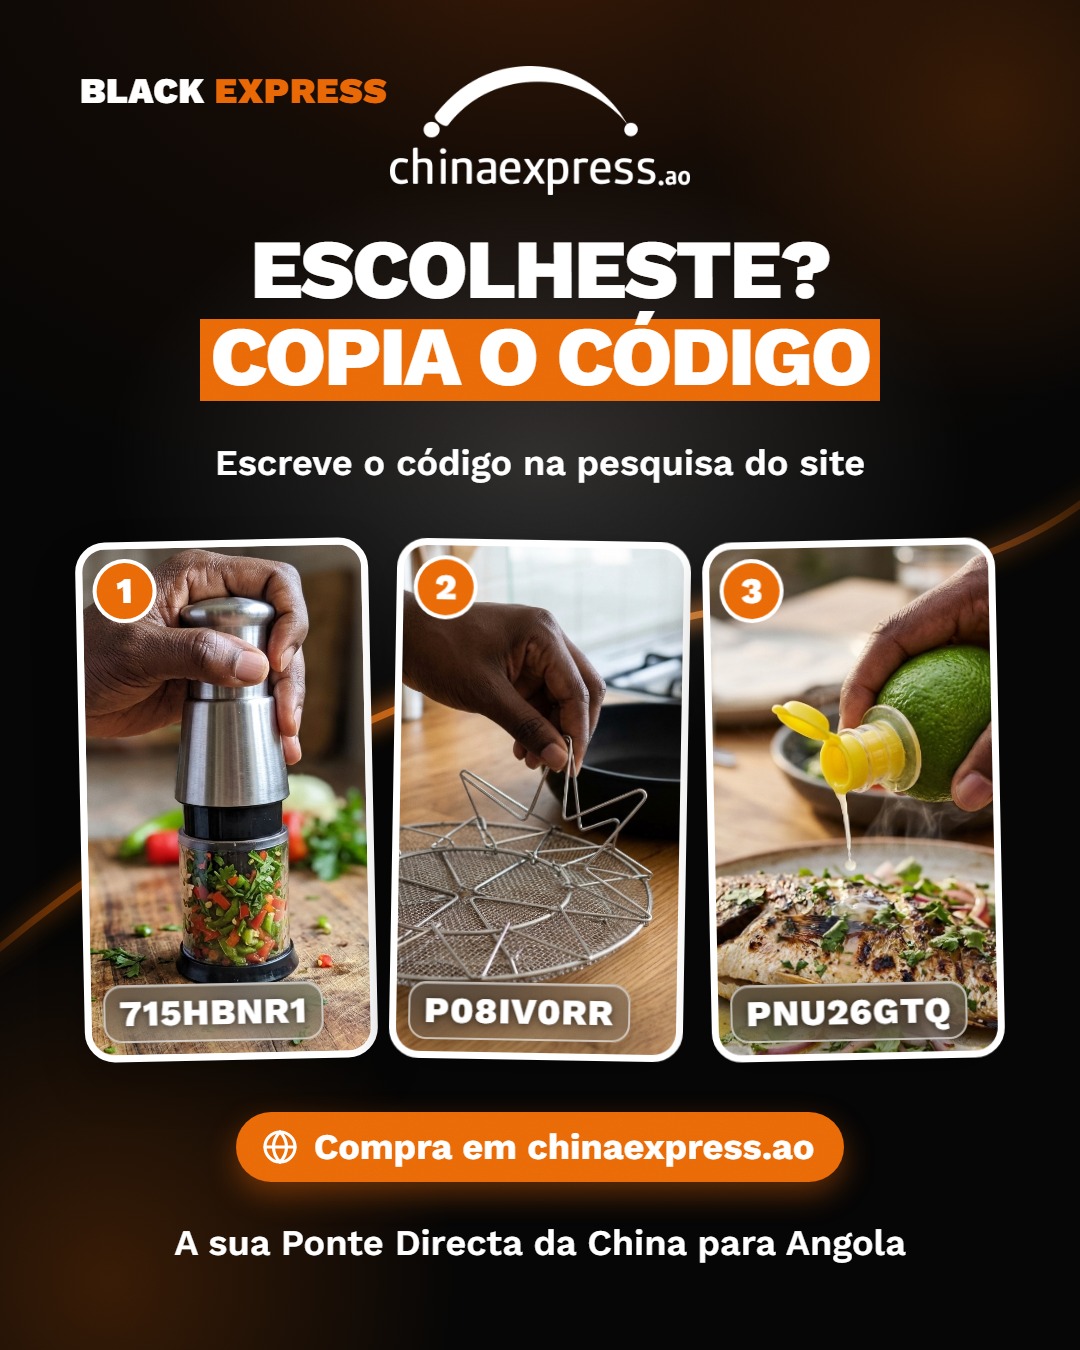 BLACK EXPRESS
chinaexpress.ao
ESCOLHESTE?
COPIA O CÓDIGO
Escreve o código na pesquisa do site
1
2
3
715HBNR1
P08IV0RR
PNU26GTQ
Compra em chinaexpress.ao
A sua Ponte Directa da China para Angola